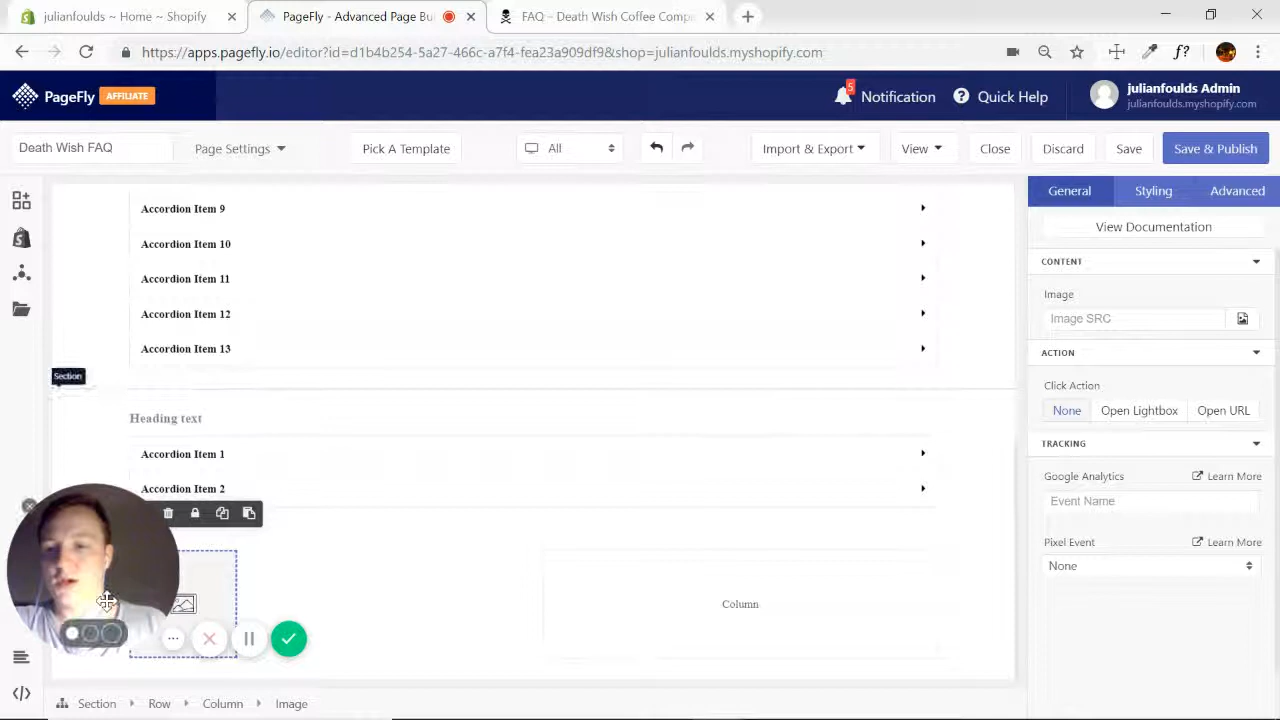 julianfoulds ~ Home ~ Shopify
PageFly - Advanced Page Bu
FAQ – Death Wish Coffee Comp
https://apps.pagefly.io/editor?id=d1b4b254-5a27-466c-a7f4-fea23a909df9&shop=julianfoulds.myshopify.com
PageFly AFFILIATE
5
Notification
Quick Help
julianfoulds Admin
julianfoulds.myshopify.com
Death Wish FAQ
Page Settings
Pick A Template
All
Import & Export
View
Close
Discard
Save
Save & Publish
General
Styling
Advanced
View Documentation
CONTENT
Image
Image SRC
ACTION
Click Action
None
Open Lightbox
Open URL
TRACKING
Google Analytics
Learn More
Event Name
Pixel Event
Learn More
None
Accordion Item 9
Accordion Item 10
Accordion Item 11
Accordion Item 12
Accordion Item 13
Section
Heading text
Accordion Item 1
Accordion Item 2
Column
Section
Row
Column
Image